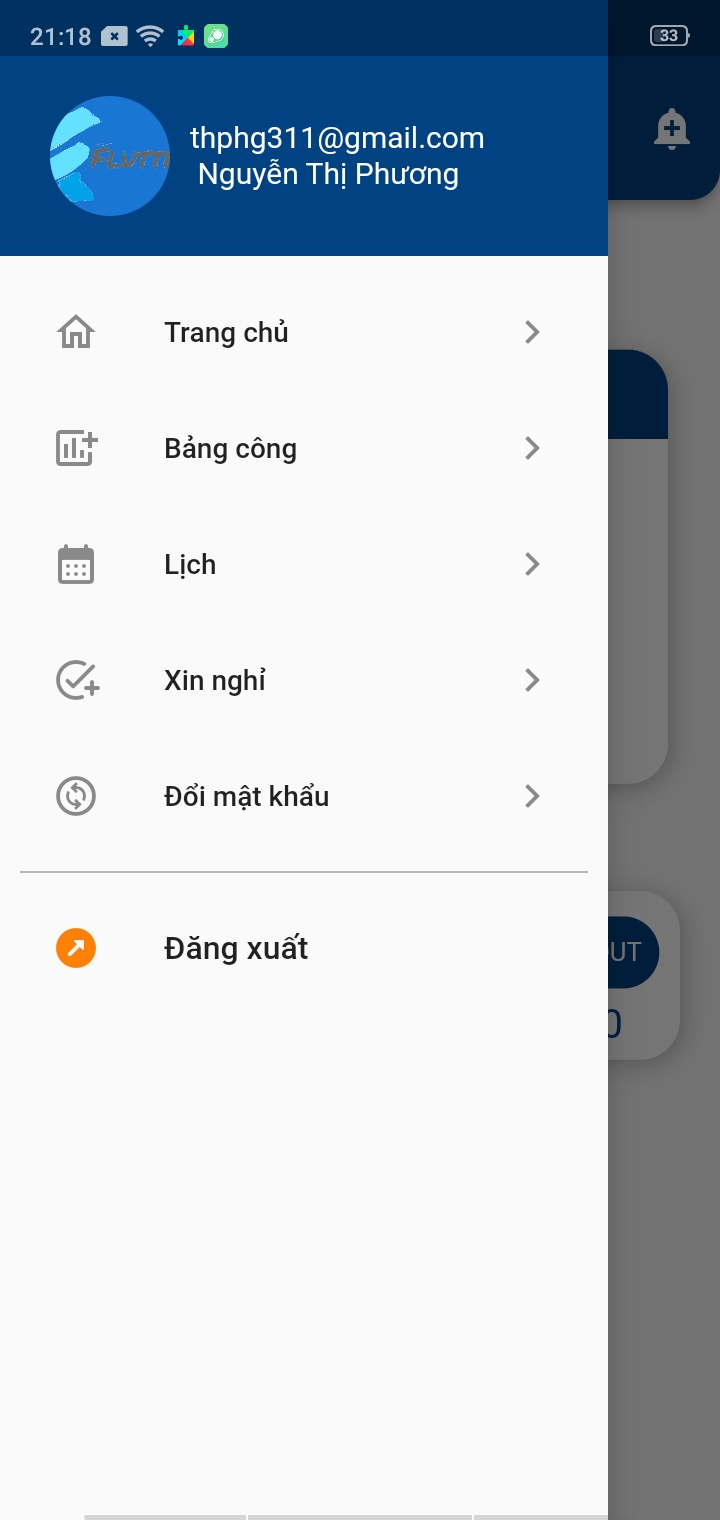 21:18
33
thphg311@gmail.com
Nguyễn Thị Phương
Trang chủ
Bảng công
Lịch
Xin nghỉ
Đổi mật khẩu
Đăng xuất
UT
0